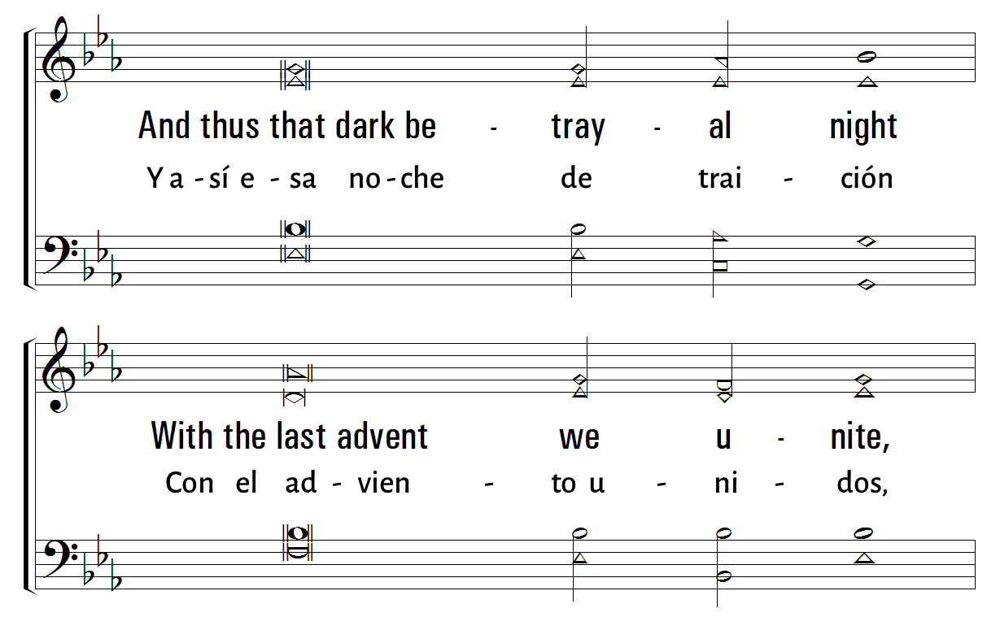 And thus that dark be - tray - al night
Y a - sí e - sa no - che de trai - ción
With the last advent we u - nite,
Con el ad - vien - to u - ni - dos,